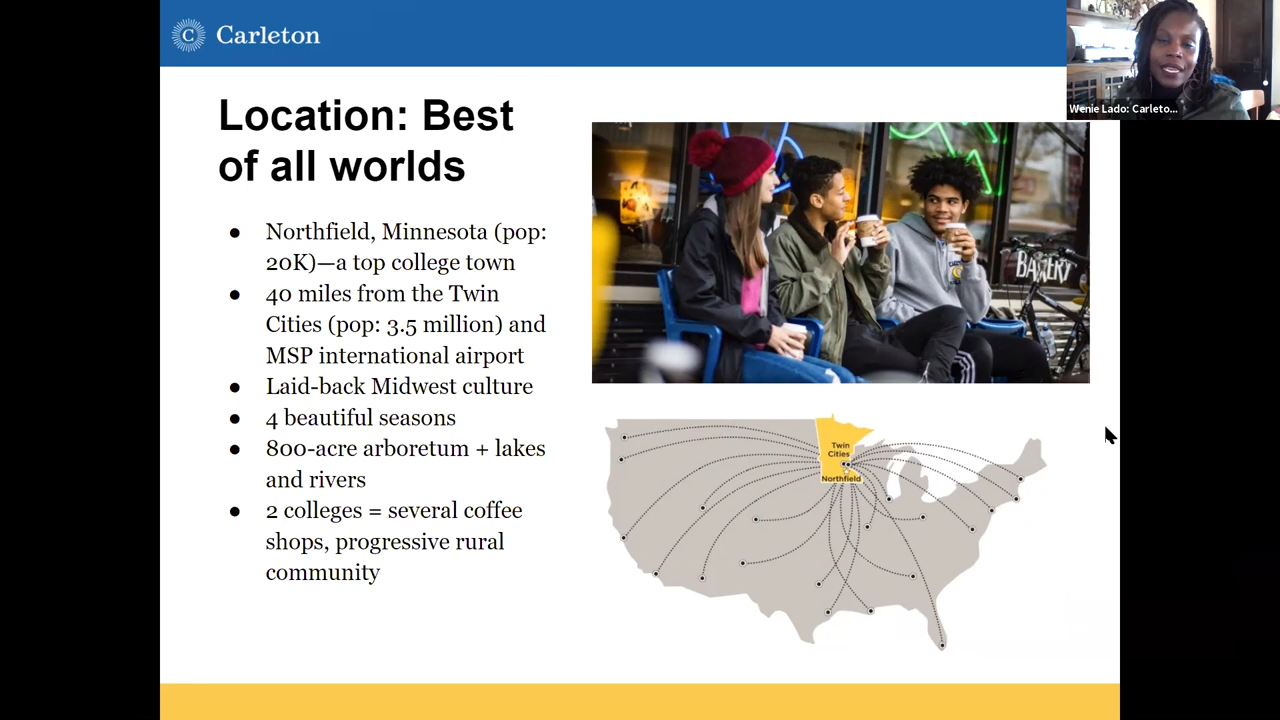 C Carleton
Wenie Lado: Carleto...
Location: Best
of all worlds
Northfield, Minnesota (pop:
20K)—a top college town
40 miles from the Twin
Cities (pop: 3.5 million) and
MSP international airport
Laid-back Midwest culture
4 beautiful seasons
800-acre arboretum + lakes
and rivers
2 colleges = several coffee
shops, progressive rural
community
BAKERY
Twin
Cities
Northfield